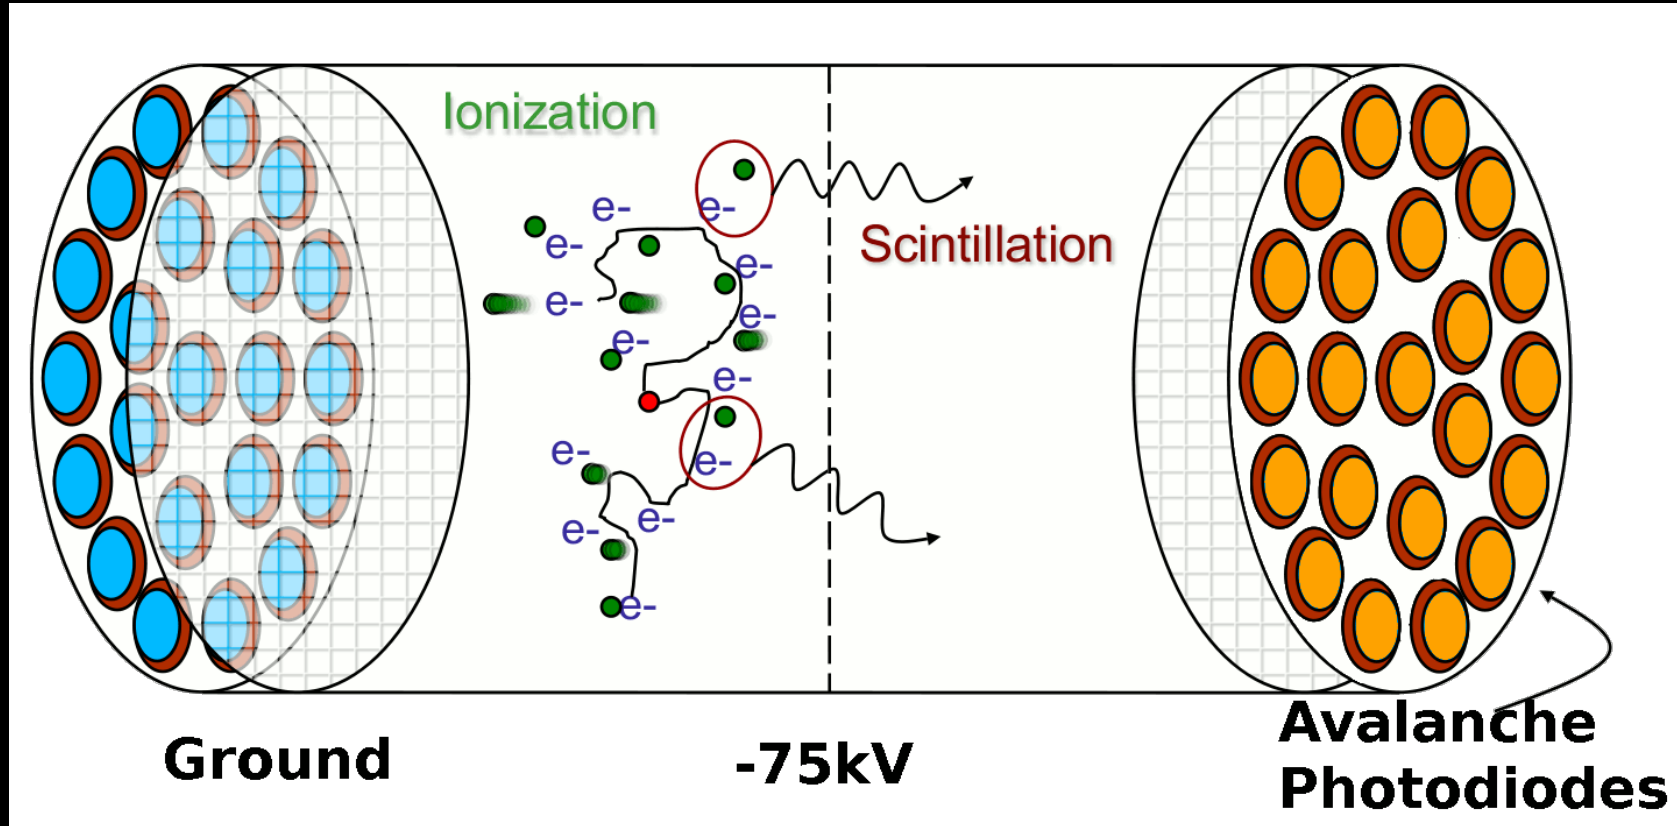 Ionization
e-
e-
Scintillation
e-
e-
e-
e-
e-
e-
e-
e-
e-
e-
e-
Ground
-75kV
Avalanche
Photodiodes